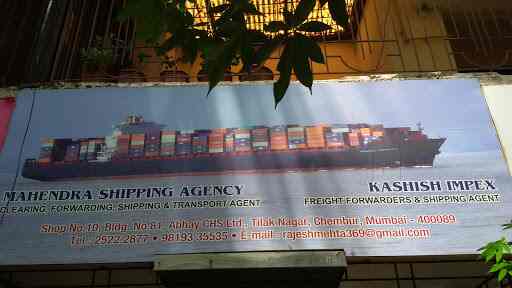 MAHENDRA SHIPPING AGENCY
CLEARING, FORWARDING, SHIPPING & TRANSPORT AGENT
KASHISH IMPEX
FREIGHT FORWARDERS & SHIPPING AGENT
Shop No.10, Bldg. No.81, Abhay CHS Ltd., Tilak Nagar, Chembur, Mumbai - 400089
Tel.: 2522 2877 • 98193 35535 • E-mail : rajeshmehta369@gmail.com